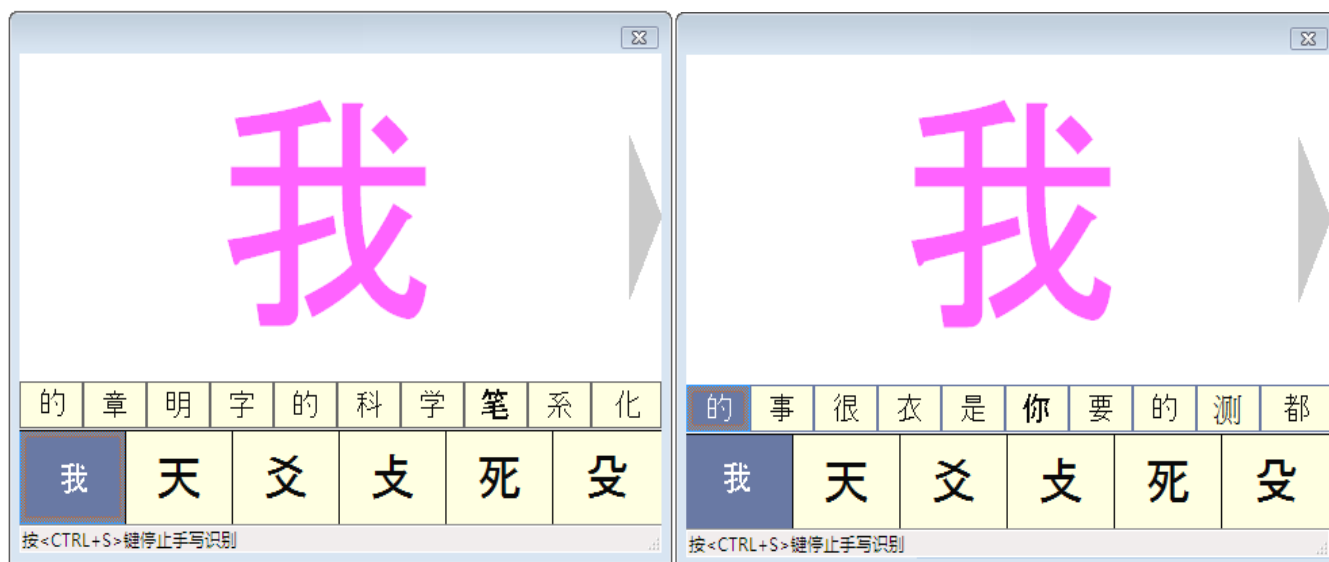 我
的 章 明 字 的 科 学 笔 系 化
我 天 爻 攴 死 殳
按<CTRL+S>键停止手写识别
我
的 事 很 衣 是 你 要 的 测 都
我 天 爻 攴 死 殳
按<CTRL+S>键停止手写识别